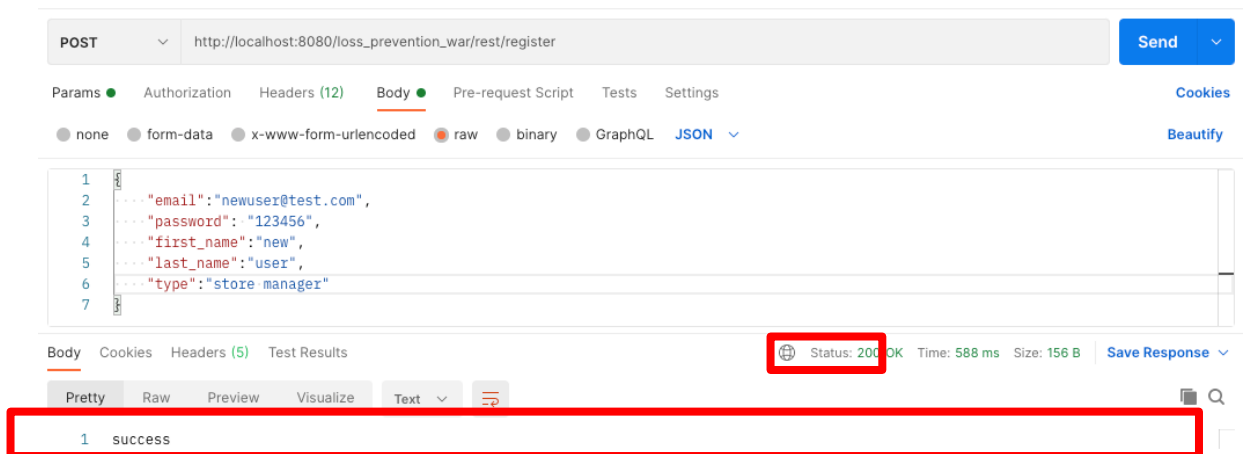 POST http://localhost:8080/loss_prevention_war/rest/register Send
Params Authorization Headers (12) Body Pre-request Script Tests Settings Cookies
none form-data x-www-form-urlencoded raw binary GraphQL JSON Beautify
1 {
2 "email":"newuser@test.com",
3 "password": "123456",
4 "first_name":"new",
5 "last_name":"user",
6 "type":"store manager"
7 }
Body Cookies Headers (5) Test Results Status: 200 OK Time: 588 ms Size: 156 B Save Response
Pretty Raw Preview Visualize Text
1 success